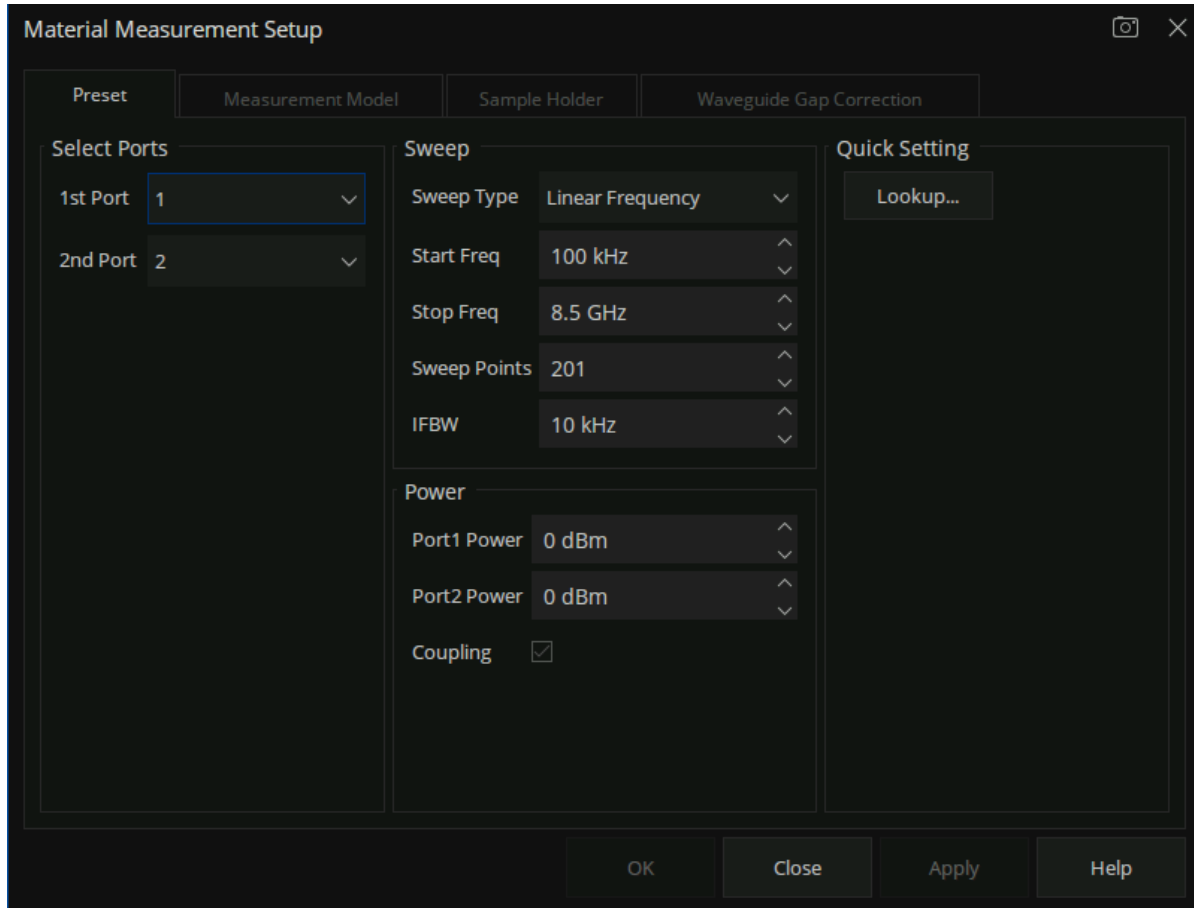 Material Measurement Setup
Preset
Measurement Model
Sample Holder
Waveguide Gap Correction
Select Ports
1st Port 1
2nd Port 2
Sweep
Sweep Type Linear Frequency
Start Freq 100 kHz
Stop Freq 8.5 GHz
Sweep Points 201
IFBW 10 kHz
Power
Port1 Power 0 dBm
Port2 Power 0 dBm
Coupling
Quick Setting
Lookup...
OK
Close
Apply
Help